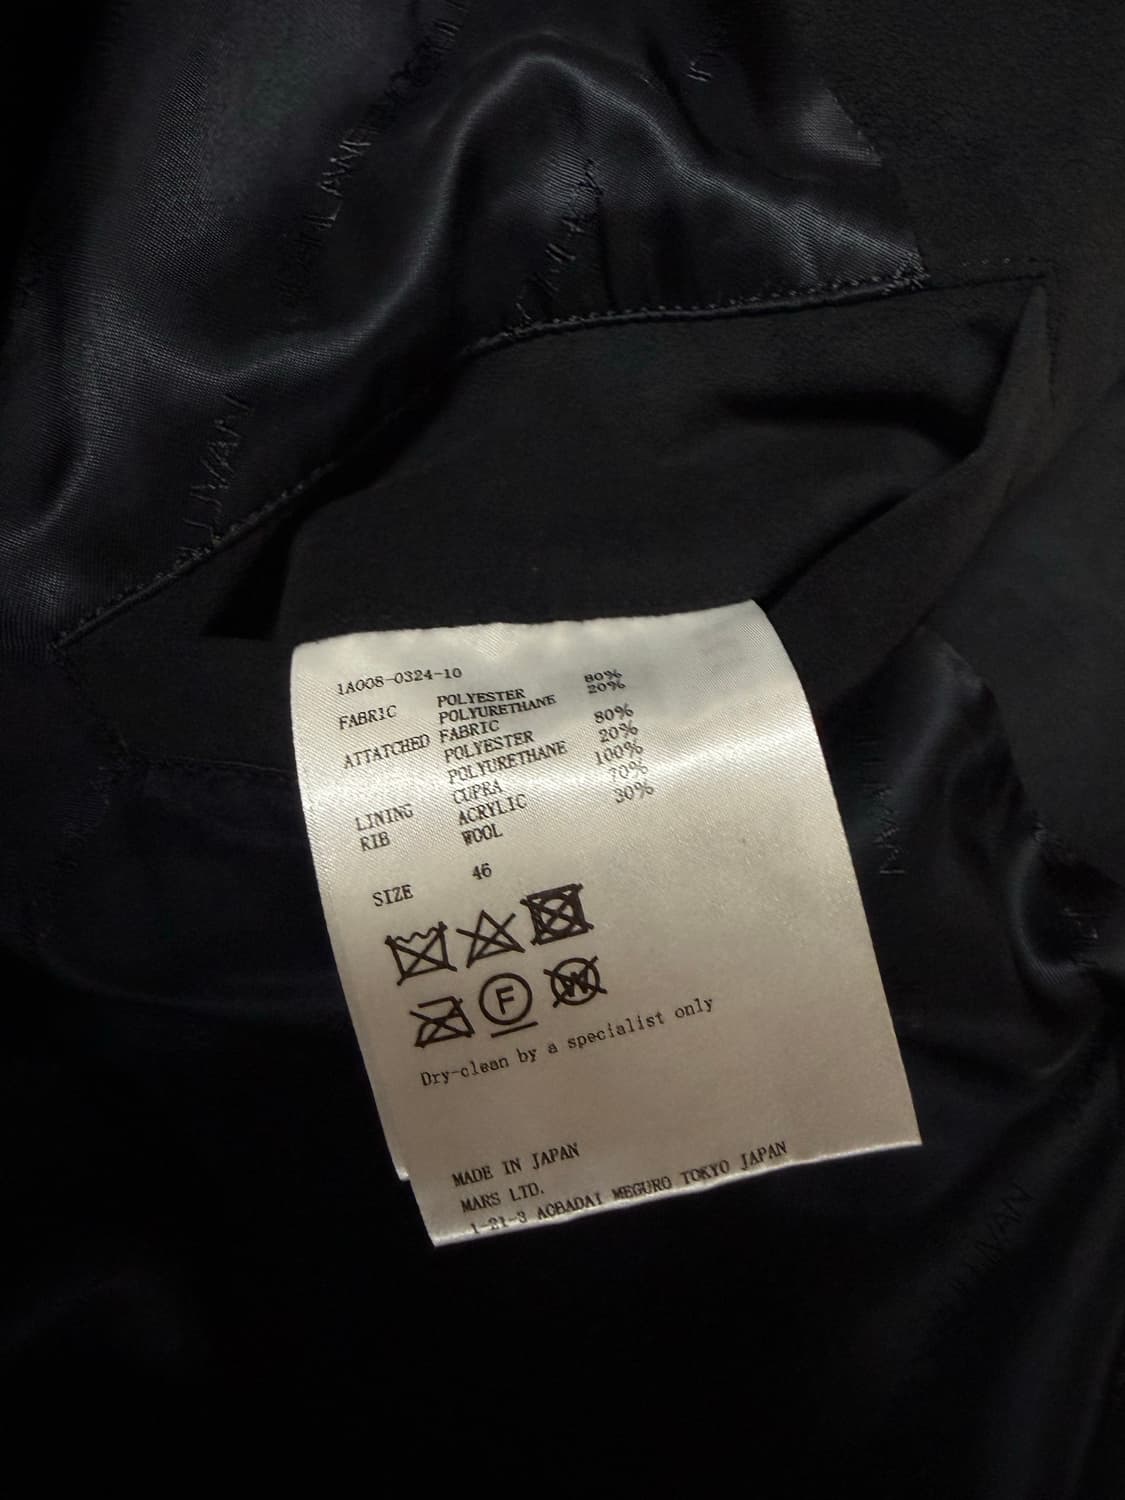 1A008-0324-10
FABRIC POLYESTER 80%
POLYURETHANE 20%
ATTATCHED FABRIC
POLYESTER 80%
POLYURETHANE 20%
LINING CUPRA 100%
RIB ACRYLIC 70%
WOOL 30%
SIZE 46
F W
Dry-clean by a specialist only
MADE IN JAPAN
MARS LTD.
1-21-3 AOBADAI MEGURO TOKYO JAPAN